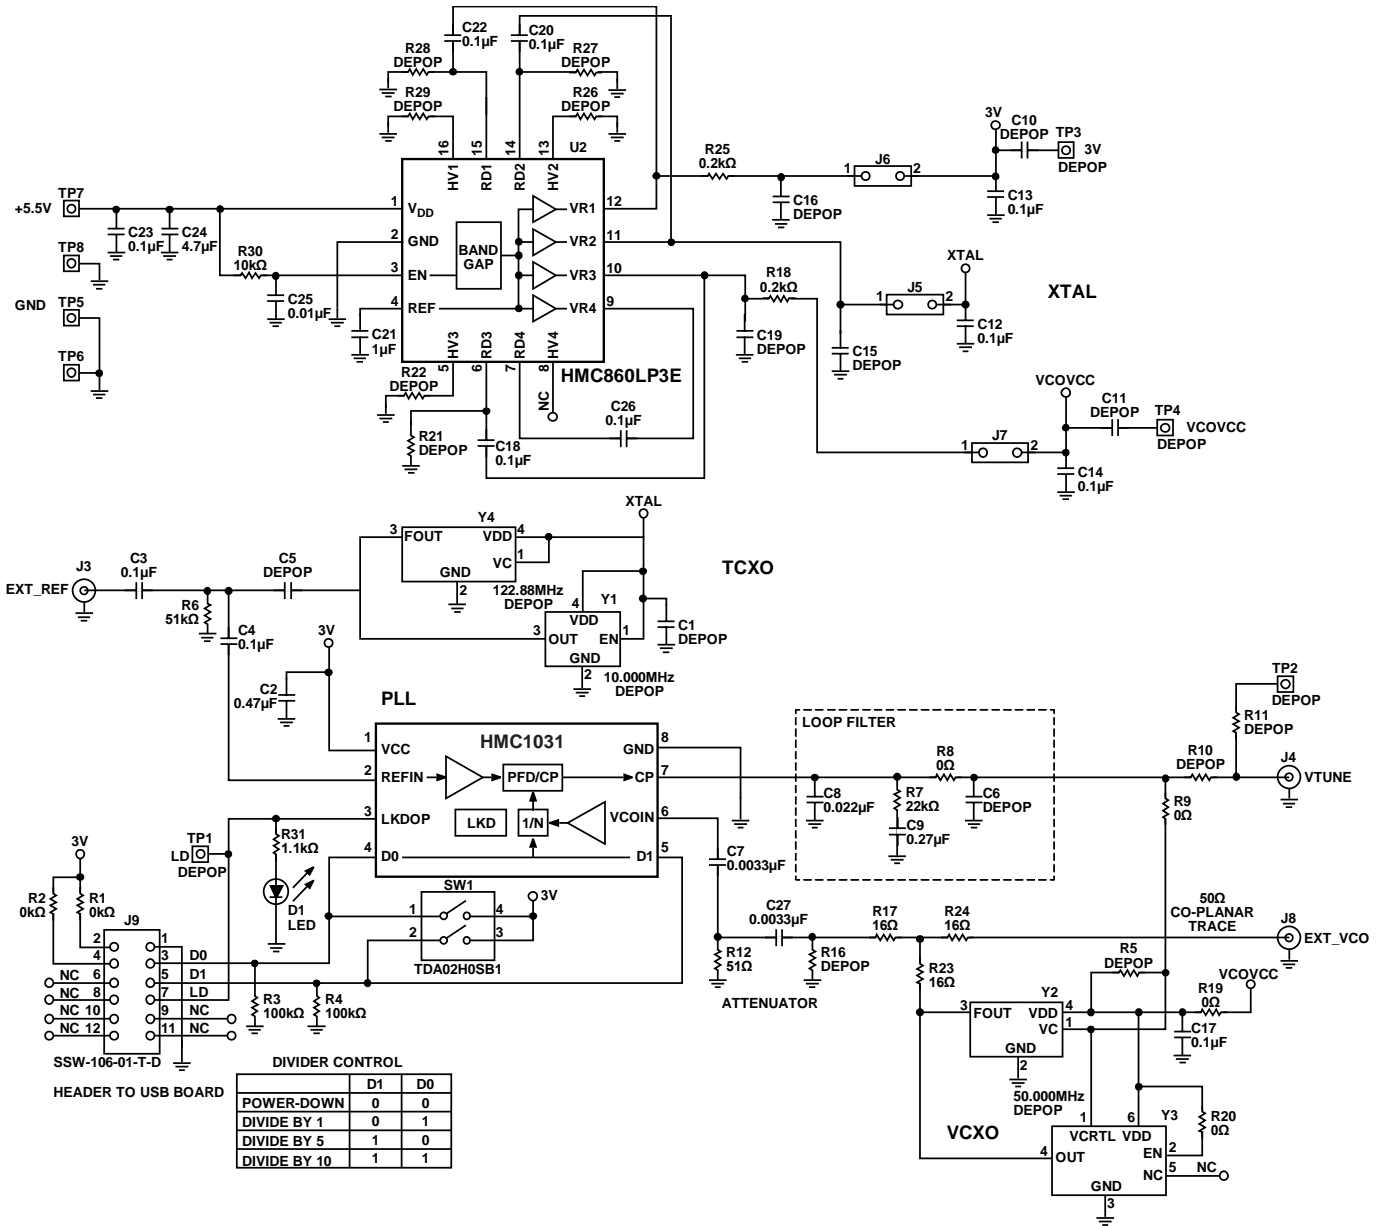 C22
0.1µF
C20
0.1µF
R28
DEPOP
R27
DEPOP
R29
DEPOP
R26
DEPOP
16
15
14
13
U2
HV1
RD1
RD2
HV2
TP7
+5.5V
C23
0.1µF
C24
4.7µF
TP8
R30
10kΩ
C25
0.01µF
GND
TP5
TP6
C21
1µF
1
VDD
2
GND
3
EN
4
REF
BAND
GAP
VR1
12
VR2
11
VR3
10
VR4
9
HV3
RD3
RD4
HV4
5
6
7
8
HMC860LP3E
R22
DEPOP
NC
R21
DEPOP
C18
0.1µF
C26
0.1µF
R25
0.2kΩ
C16
DEPOP
1
J6
2
3V
C10
DEPOP
TP3
3V
DEPOP
C13
0.1µF
R18
0.2kΩ
C19
DEPOP
C15
DEPOP
XTAL
1
J5
2
C12
0.1µF
XTAL
VCOVCC
C11
DEPOP
TP4
VCOVCC
DEPOP
1
J7
2
C14
0.1µF
XTAL
Y4
3
FOUT
VDD
4
VC
1
GND
2
122.88MHz
DEPOP
TCXO
Y1
4
VDD
3
OUT
EN
1
GND
2
10.000MHz
DEPOP
C1
DEPOP
J3
EXT_REF
C3
0.1µF
C5
DEPOP
R6
51kΩ
C4
0.1µF
3V
C2
0.47µF
PLL
HMC1031
1
VCC
2
REFIN
3
LKDOP
4
D0
PFD/CP
LKD
1/N
GND
8
CP
7
VCOIN
6
D1
5
LOOP FILTER
C8
0.022µF
R7
22kΩ
C9
0.27µF
R8
0Ω
C6
DEPOP
TP2
DEPOP
R11
DEPOP
R10
DEPOP
J4
VTUNE
R9
0Ω
TP1
LD
DEPOP
R31
1.1kΩ
D1
LED
SW1
1
4
2
3
3V
TDA02H0SB1
C7
0.0033µF
C27
0.0033µF
R12
51Ω
R16
DEPOP
R17
16Ω
R24
16Ω
R23
16Ω
ATTENUATOR
50Ω
CO-PLANAR
TRACE
J8
EXT_VCO
3V
R2
0kΩ
R1
0kΩ
J9
2
1
4
3
D0
NC
6
5
D1
NC
8
7
LD
NC
10
9
NC
NC
12
11
NC
SSW-106-01-T-D
HEADER TO USB BOARD
R3
100kΩ
R4
100kΩ
DIVIDER CONTROL
D1 D0
POWER-DOWN 0 0
DIVIDE BY 1 0 1
DIVIDE BY 5 1 0
DIVIDE BY 10 1 1
R5
DEPOP
Y2
3
FOUT
VDD
4
VC
1
GND
2
50.000MHz
DEPOP
VCOVCC
R19
0Ω
C17
0.1µF
VCXO
1
6
Y3
VCRTL
VDD
4
OUT
EN
2
NC
5
NC
GND
3
R20
0Ω